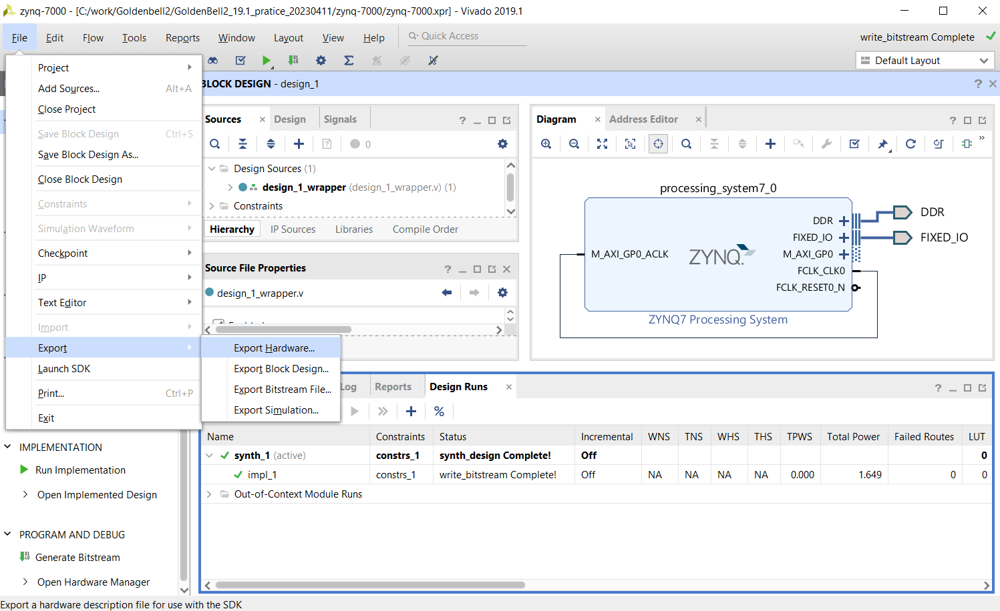 zynq-7000 - [C:/work/Goldenbell2/GoldenBell2_19.1_pratice_20230411/zynq-7000/zynq-7000.xpr] - Vivado 2019.1
File Edit Flow Tools Reports Window Layout View Help Quick Access write_bitstream Complete
Default Layout
BLOCK DESIGN - design_1
Project
Add Sources... Alt+A
Close Project
Save Block Design Ctrl+S
Save Block Design As...
Close Block Design
Constraints
Simulation Waveform
Checkpoint
IP
Text Editor
Import
Export
Launch SDK
Print... Ctrl+P
Exit
Export Hardware...
Export Block Design...
Export Bitstream File...
Export Simulation...
Sources Design Signals
0
Design Sources (1)
design_1_wrapper (design_1_wrapper.v) (1)
Constraints
Hierarchy IP Sources Libraries Compile Order
Source File Properties
design_1_wrapper.v
Diagram Address Editor
processing_system7_0
DDR
FIXED_IO
M_AXI_GP0_ACLK
ZYNQ
M_AXI_GP0
FCLK_CLK0
FCLK_RESET0_N
ZYNQ7 Processing System
DDR
FIXED_IO
Log Reports Design Runs
Name Constraints Status Incremental WNS TNS WHS THS TPWS Total Power Failed Routes LUT
synth_1 (active) constrs_1 synth_design Complete! Off 0
impl_1 constrs_1 write_bitstream Complete! Off NA NA NA NA 0.000 1.649 0 0
Out-of-Context Module Runs
IMPLEMENTATION
Run Implementation
Open Implemented Design
PROGRAM AND DEBUG
Generate Bitstream
Open Hardware Manager
Export a hardware description file for use with the SDK